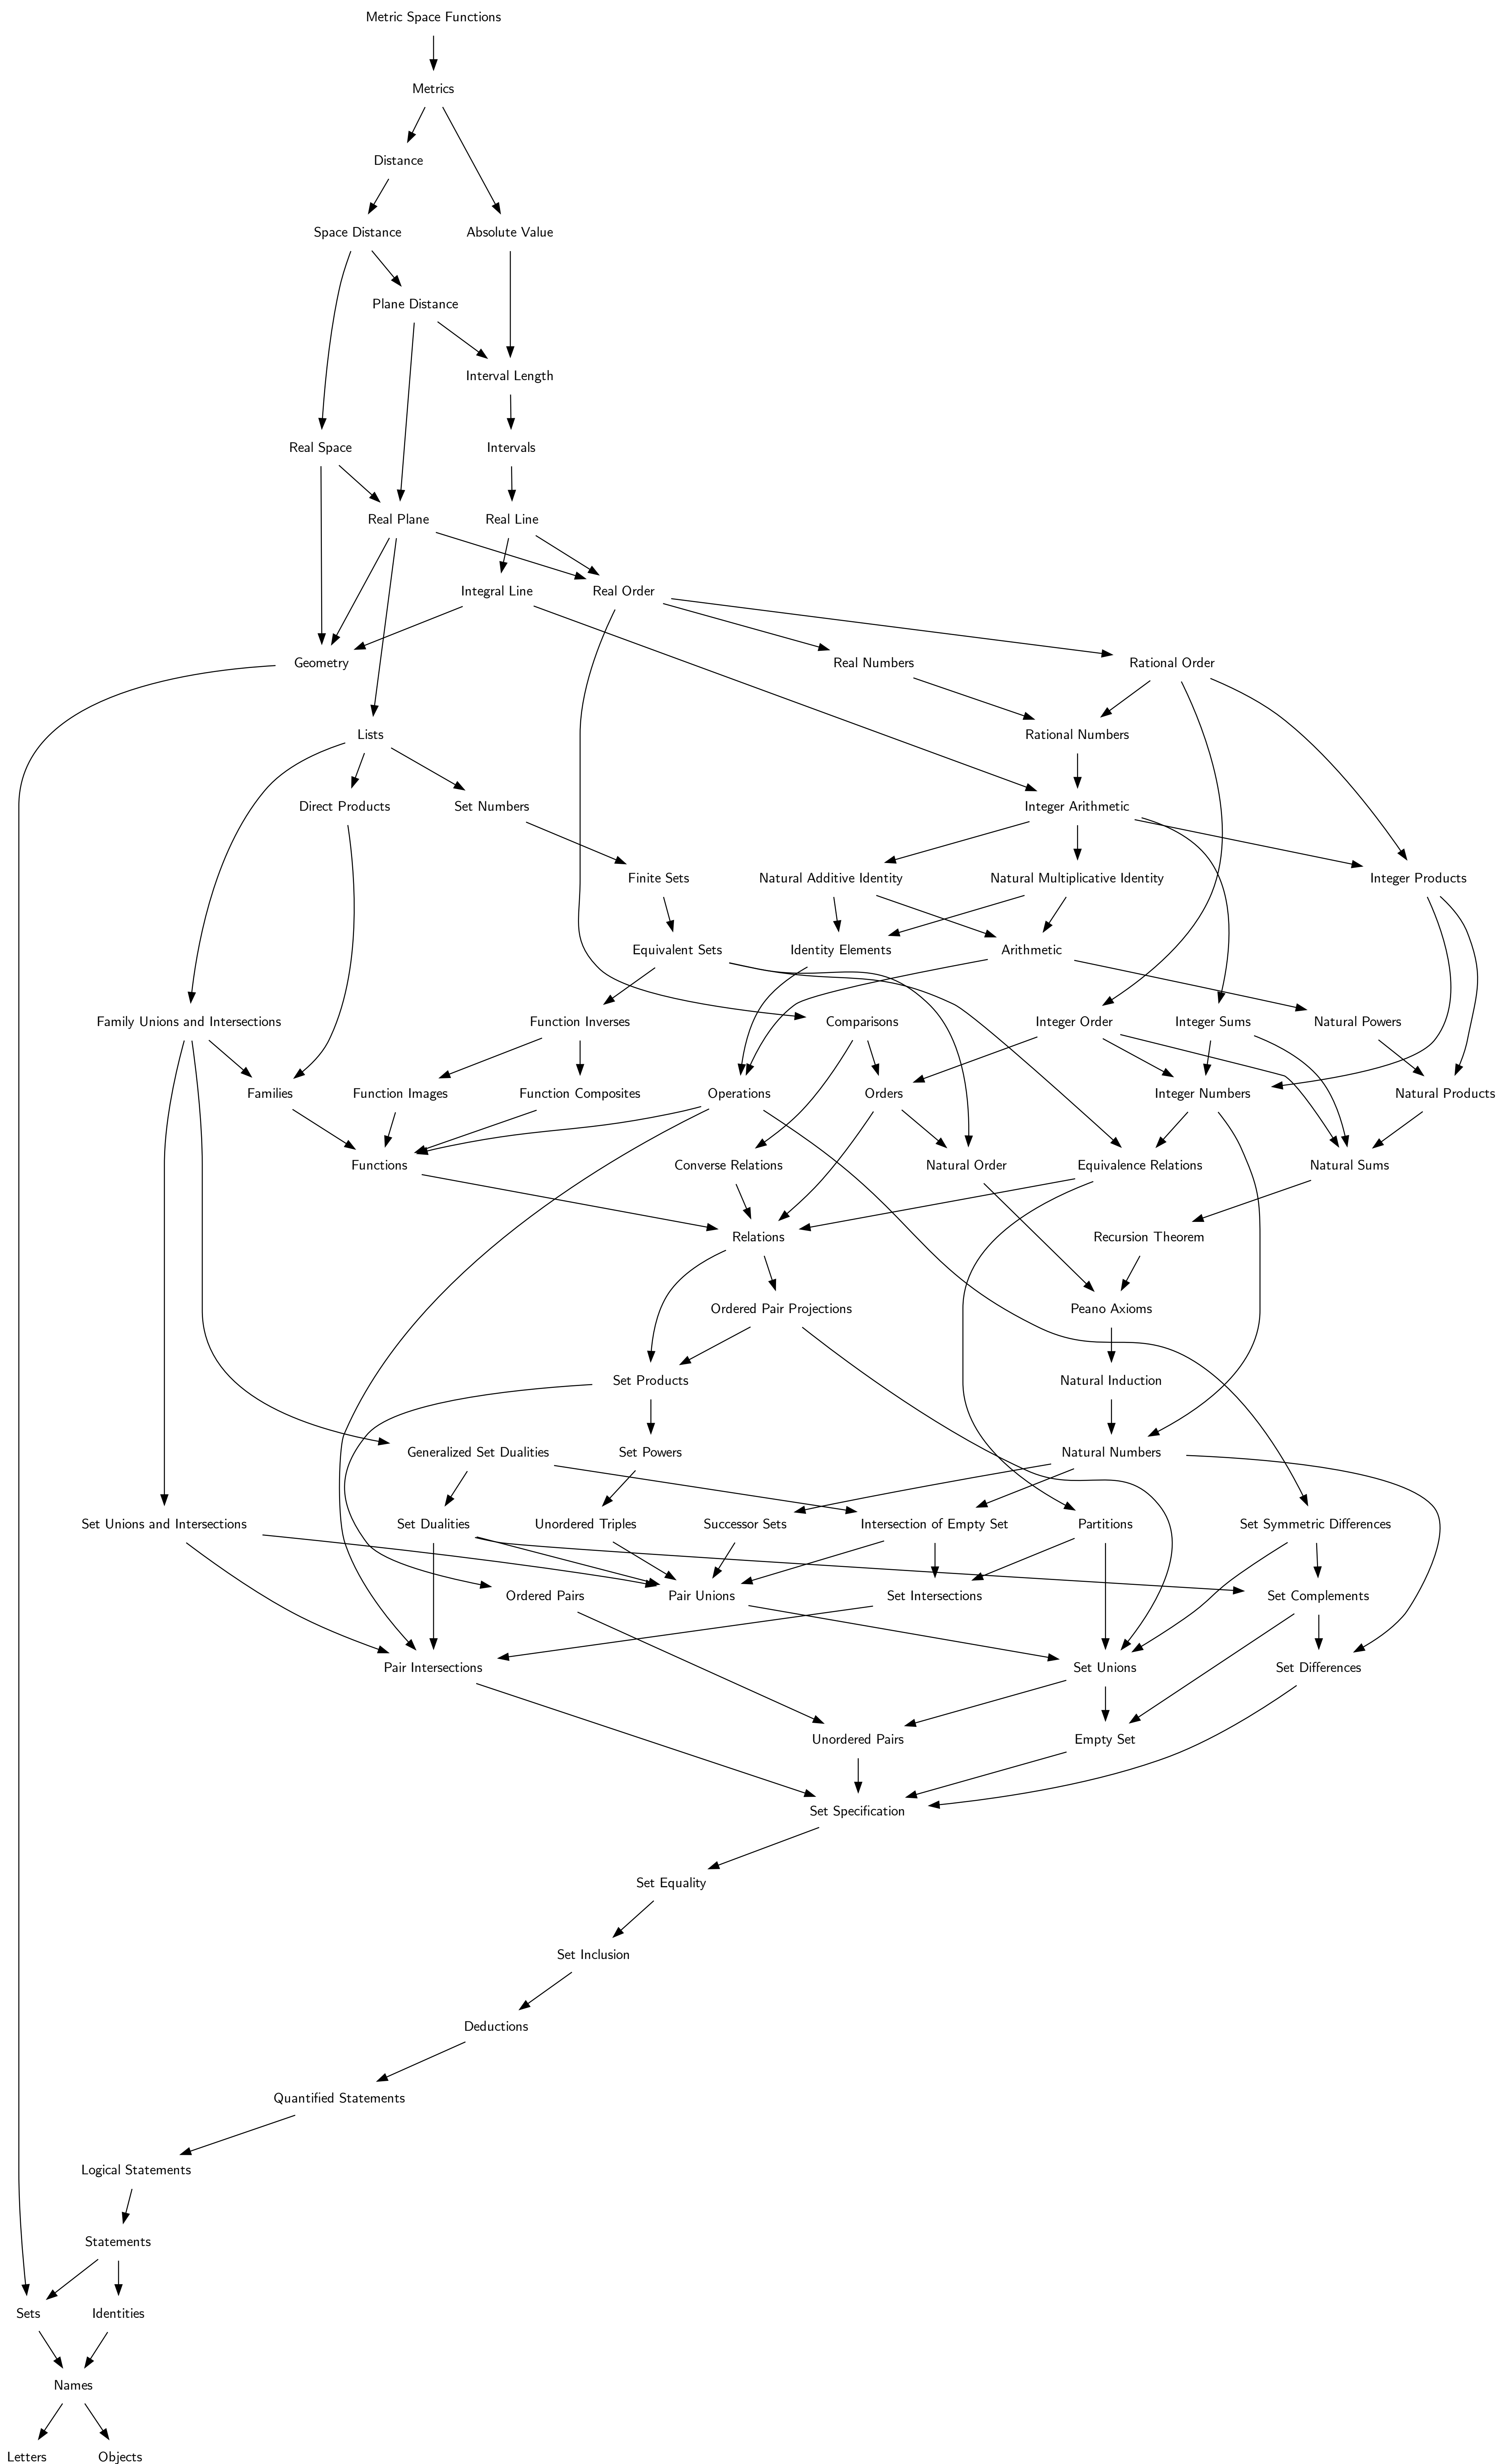 Metric Space Functions
Metrics
Distance
Space Distance
Absolute Value
Plane Distance
Interval Length
Real Space
Intervals
Real Plane
Real Line
Integral Line
Real Order
Geometry
Real Numbers
Rational Order
Lists
Rational Numbers
Direct Products
Set Numbers
Integer Arithmetic
Finite Sets
Natural Additive Identity
Natural Multiplicative Identity
Integer Products
Equivalent Sets
Identity Elements
Arithmetic
Family Unions and Intersections
Function Inverses
Comparisons
Integer Order
Integer Sums
Natural Powers
Families
Function Images
Function Composites
Operations
Orders
Integer Numbers
Natural Products
Functions
Converse Relations
Natural Order
Equivalence Relations
Natural Sums
Relations
Recursion Theorem
Ordered Pair Projections
Peano Axioms
Set Products
Natural Induction
Generalized Set Dualities
Set Powers
Natural Numbers
Set Unions and Intersections
Set Dualities
Unordered Triples
Successor Sets
Intersection of Empty Set
Partitions
Set Symmetric Differences
Ordered Pairs
Pair Unions
Set Intersections
Set Complements
Pair Intersections
Set Unions
Set Differences
Unordered Pairs
Empty Set
Set Specification
Set Equality
Set Inclusion
Deductions
Quantified Statements
Logical Statements
Statements
Sets
Identities
Names
Letters
Objects